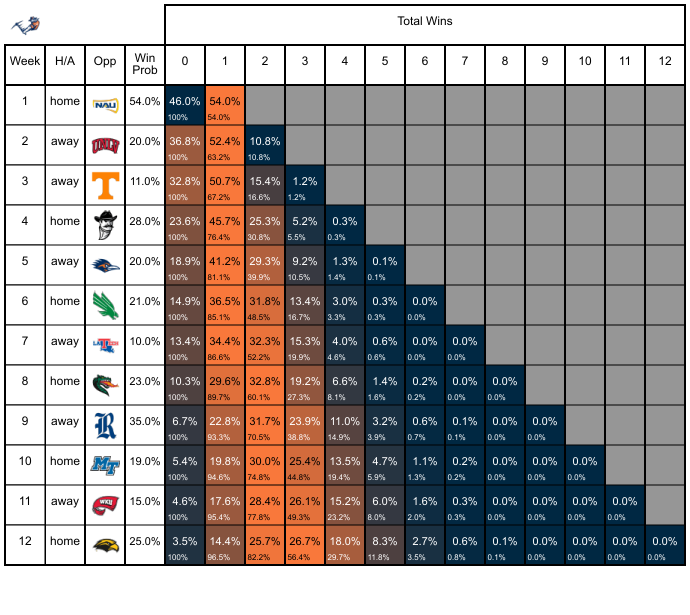 Total Wins
Week H/A Opp Win Prob 0 1 2 3 4 5 6 7 8 9 10 11 12
1 home NAU 54.0% 46.0% 54.0%
100% 54.0%
2 away UNLV 20.0% 36.8% 52.4% 10.8%
100% 63.2% 10.8%
3 away T 11.0% 32.8% 50.7% 15.4% 1.2%
100% 67.2% 16.6% 1.2%
4 home 28.0% 23.6% 45.7% 25.3% 5.2% 0.3%
100% 76.4% 30.8% 5.5% 0.3%
5 away 20.0% 18.9% 41.2% 29.3% 9.2% 1.3% 0.1%
100% 81.1% 39.9% 10.5% 1.4% 0.1%
6 home 21.0% 14.9% 36.5% 31.8% 13.4% 3.0% 0.3% 0.0%
100% 85.1% 48.5% 16.7% 3.3% 0.3% 0.0%
7 away 10.0% 13.4% 34.4% 32.3% 15.3% 4.0% 0.6% 0.0% 0.0%
100% 86.6% 52.2% 19.9% 4.6% 0.6% 0.0% 0.0%
8 home 23.0% 10.3% 29.6% 32.8% 19.2% 6.6% 1.4% 0.2% 0.0% 0.0%
100% 89.7% 60.1% 27.3% 8.1% 1.6% 0.2% 0.0% 0.0%
9 away R 35.0% 6.7% 22.8% 31.7% 23.9% 11.0% 3.2% 0.6% 0.1% 0.0% 0.0%
100% 93.3% 70.5% 38.8% 14.9% 3.9% 0.7% 0.1% 0.0% 0.0%
10 home MT 19.0% 5.4% 19.8% 30.0% 25.4% 13.5% 4.7% 1.1% 0.2% 0.0% 0.0% 0.0%
100% 94.6% 74.8% 44.8% 19.4% 5.9% 1.3% 0.2% 0.0% 0.0% 0.0%
11 away WKU 15.0% 4.6% 17.6% 28.4% 26.1% 15.2% 6.0% 1.6% 0.3% 0.0% 0.0% 0.0% 0.0%
100% 95.4% 77.8% 49.3% 23.2% 8.0% 2.0% 0.3% 0.0% 0.0% 0.0% 0.0%
12 home 25.0% 3.5% 14.4% 25.7% 26.7% 18.0% 8.3% 2.7% 0.6% 0.1% 0.0% 0.0% 0.0% 0.0%
100% 96.5% 82.2% 56.4% 29.7% 11.8% 3.5% 0.8% 0.1% 0.0% 0.0% 0.0% 0.0%